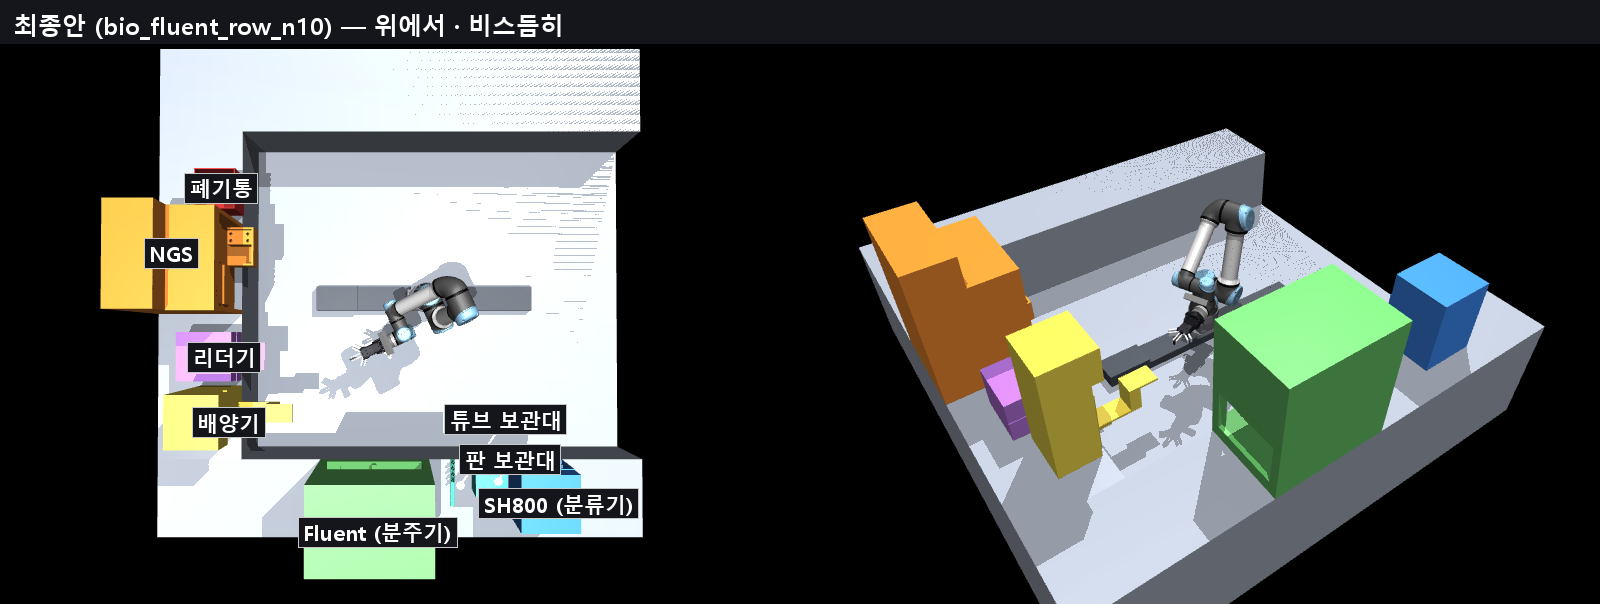 최종안 (bio_fluent_row_n10) — 위에서 · 비스듬히
폐기통
NGS
리더기
배양기
튜브 보관대
판 보관대
SH800 (분류기)
Fluent (분주기)